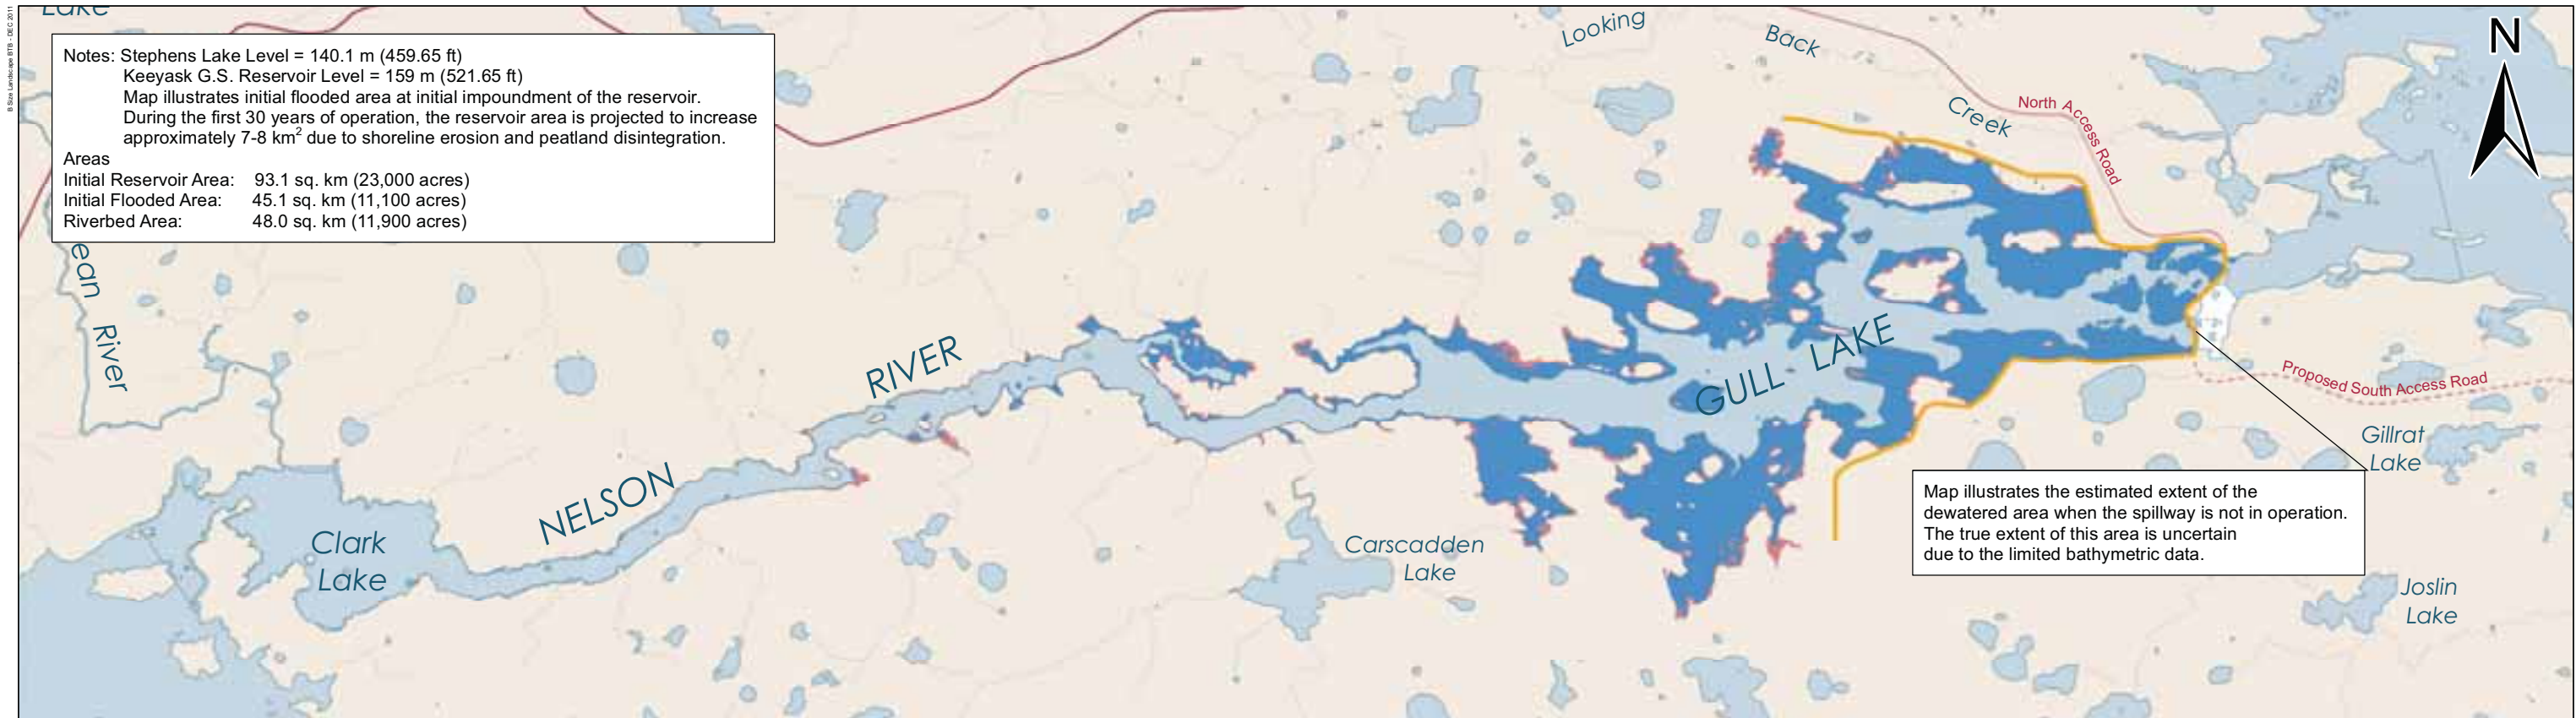 B Size Landscape BTB - DEC 2011
Lake
Notes: Stephens Lake Level = 140.1 m (459.65 ft)
Keeyask G.S. Reservoir Level = 159 m (521.65 ft)
Map illustrates initial flooded area at initial impoundment of the reservoir.
During the first 30 years of operation, the reservoir area is projected to increase
approximately 7-8 km² due to shoreline erosion and peatland disintegration.
Areas
Initial Reservoir Area: 93.1 sq. km (23,000 acres)
Initial Flooded Area: 45.1 sq. km (11,100 acres)
Riverbed Area: 48.0 sq. km (11,900 acres)
Looking
Back
Creek
North Access Road
N
ean
River
NELSON
RIVER
GULL LAKE
Proposed South Access Road
Gillrat
Lake
Clark
Lake
Carscadden
Lake
Map illustrates the estimated extent of the
dewatered area when the spillway is not in operation.
The true extent of this area is uncertain
due to the limited bathymetric data.
Joslin
Lake